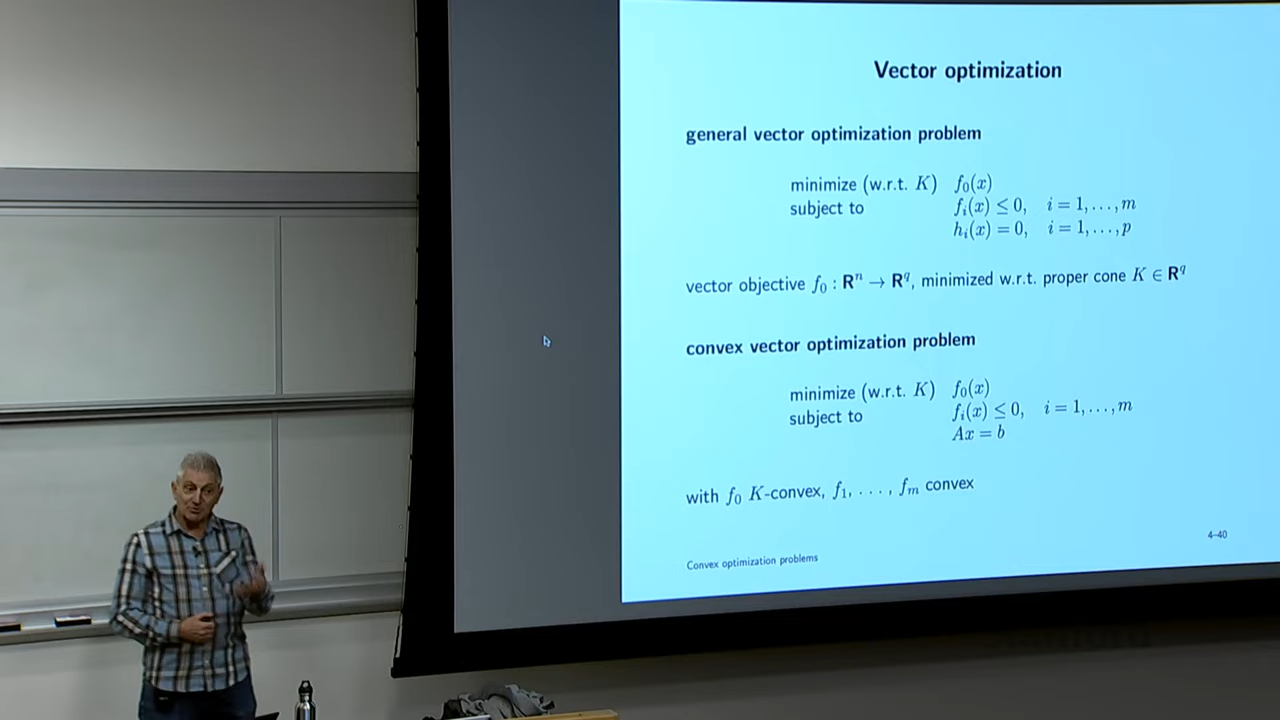 Vector optimization
general vector optimization problem
minimize (w.r.t. K) f₀(x)
subject to fᵢ(x) ≤ 0, i = 1, . . . , m
hᵢ(x) = 0, i = 1, . . . , p
vector objective f₀ : Rⁿ → R^q, minimized w.r.t. proper cone K ∈ R^q
convex vector optimization problem
minimize (w.r.t. K) f₀(x)
subject to fᵢ(x) ≤ 0, i = 1, . . . , m
Ax = b
with f₀ K-convex, f₁, . . . , fₘ convex
4–40
Convex optimization problems